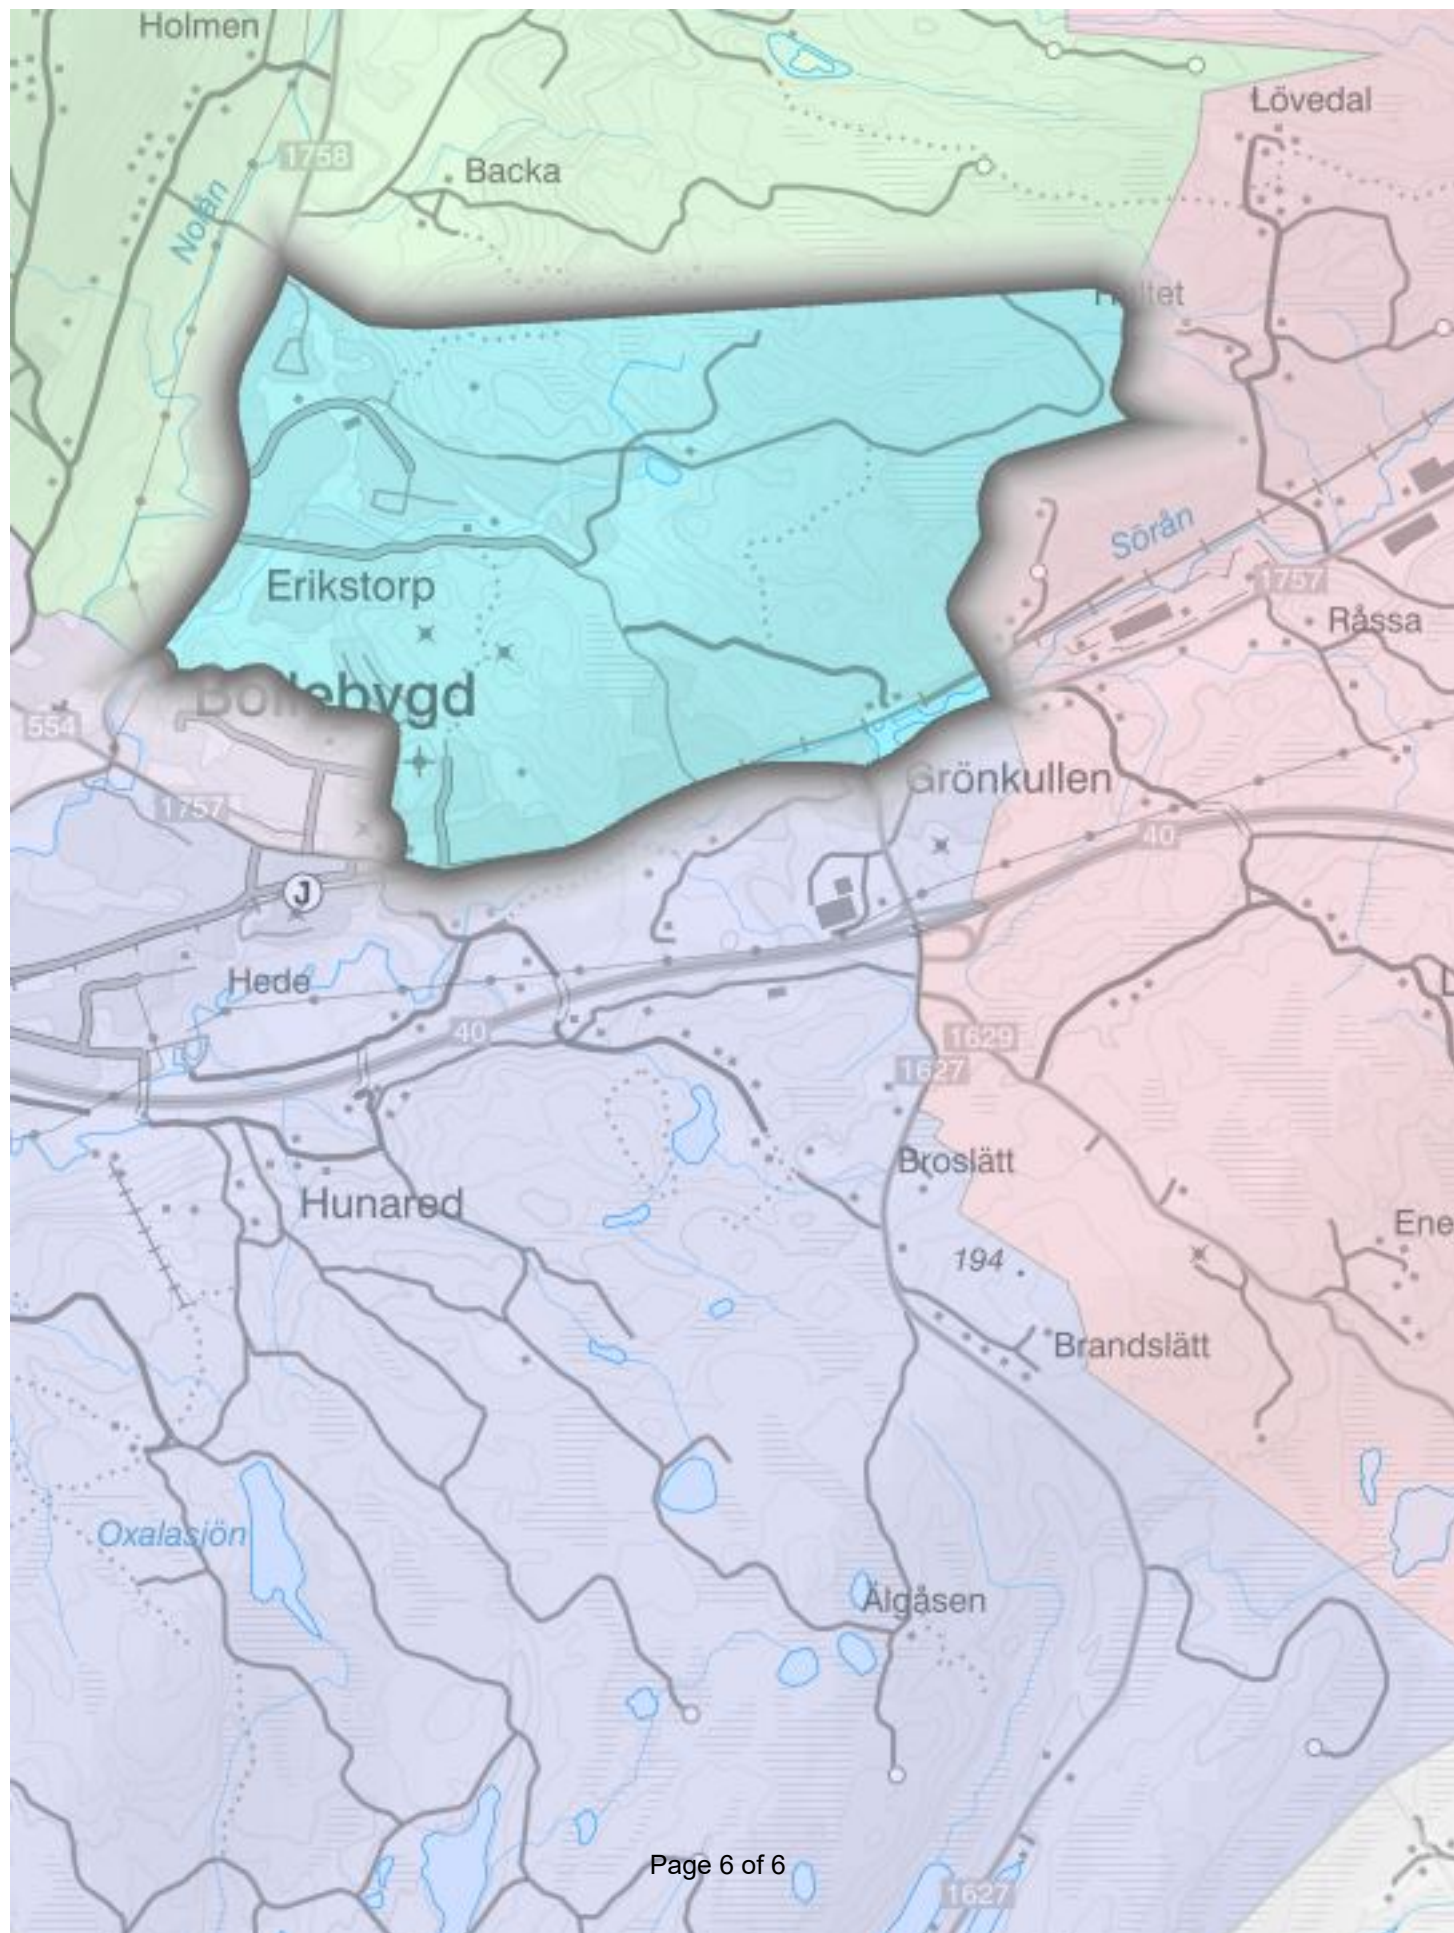 Holmen
Lövedal
1758
Backa
Nolån
Sörån
1757
Erikstorp
Råssa
Bollebygd
554
Grönkullen
1757
40
J
Hede
40
1629
1627
Broslätt
Hunared
Ene
194
Brandslätt
Oxalasjön
Älgåsen
Page 6 of 6
1627